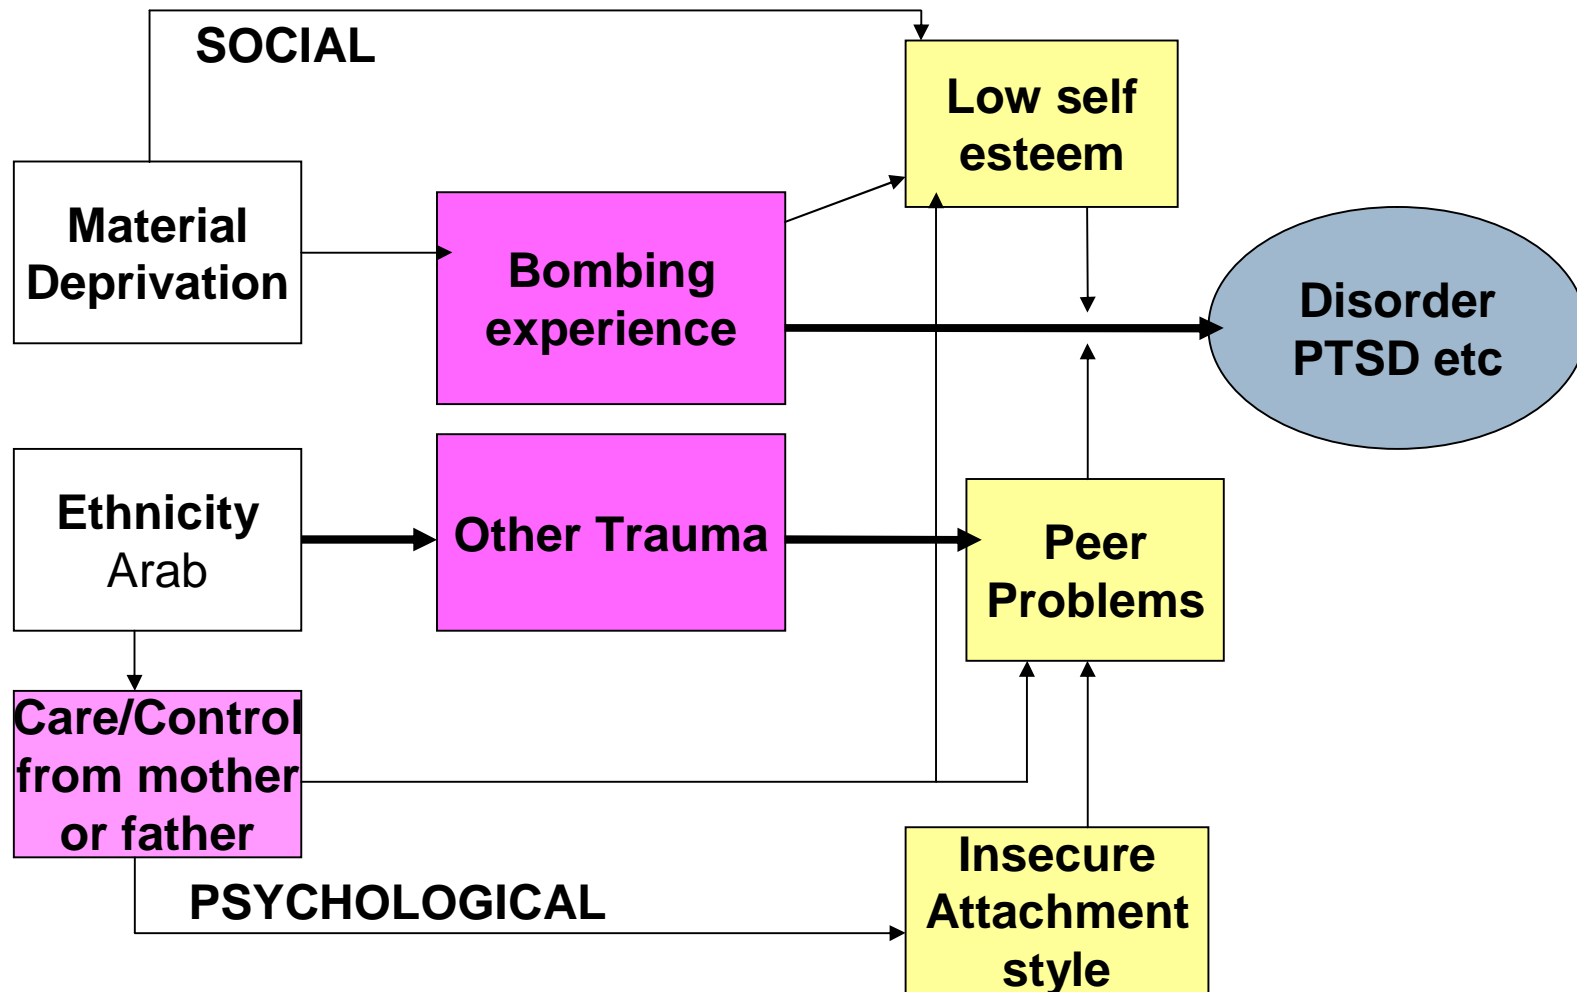 SOCIAL
Low self
esteem
Material
Deprivation
Bombing
experience
Disorder
PTSD etc
Ethnicity
Arab
Other Trauma
Peer
Problems
Care/Control
from mother
or father
PSYCHOLOGICAL
Insecure
Attachment
style